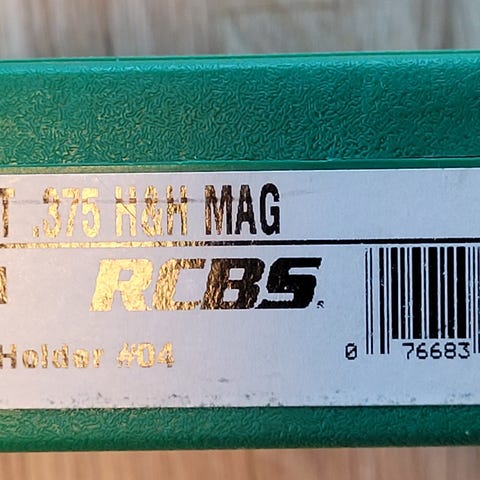 T .375 H&H MAG
RCBS
Holder #04
0 76683